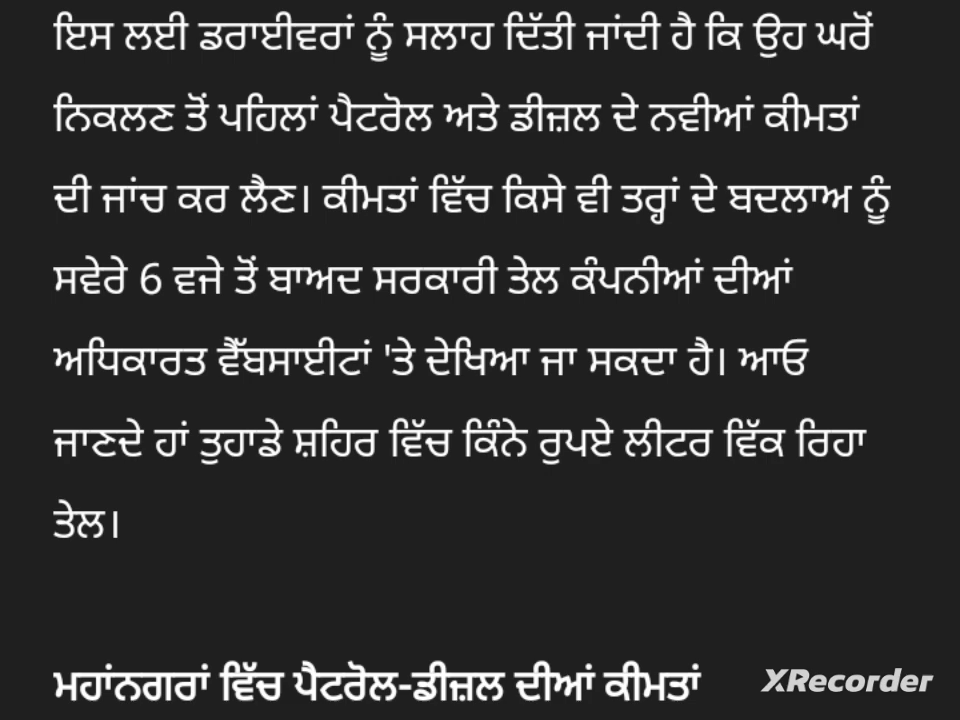 ਇਸ ਲਈ ਡਰਾਈਵਰਾਂ ਨੂੰ ਸਲਾਹ ਦਿੱਤੀ ਜਾਂਦੀ ਹੈ ਕਿ ਉਹ ਘਰੋਂ
ਨਿਕਲਣ ਤੋਂ ਪਹਿਲਾਂ ਪੈਟਰੋਲ ਅਤੇ ਡੀਜ਼ਲ ਦੇ ਨਵੀਆਂ ਕੀਮਤਾਂ
ਦੀ ਜਾਂਚ ਕਰ ਲੈਣ। ਕੀਮਤਾਂ ਵਿੱਚ ਕਿਸੇ ਵੀ ਤਰ੍ਹਾਂ ਦੇ ਬਦਲਾਅ ਨੂੰ
ਸਵੇਰੇ 6 ਵਜੇ ਤੋਂ ਬਾਅਦ ਸਰਕਾਰੀ ਤੇਲ ਕੰਪਨੀਆਂ ਦੀਆਂ
ਅਧਿਕਾਰਤ ਵੈੱਬਸਾਈਟਾਂ 'ਤੇ ਦੇਖਿਆ ਜਾ ਸਕਦਾ ਹੈ। ਆਓ
ਜਾਣਦੇ ਹਾਂ ਤੁਹਾਡੇ ਸ਼ਹਿਰ ਵਿੱਚ ਕਿੰਨੇ ਰੁਪਏ ਲੀਟਰ ਵਿੱਕ ਰਿਹਾ
ਤੇਲ।
ਮਹਾਂਨਗਰਾਂ ਵਿੱਚ ਪੈਟਰੋਲ-ਡੀਜ਼ਲ ਦੀਆਂ ਕੀਮਤਾਂ
XRecorder